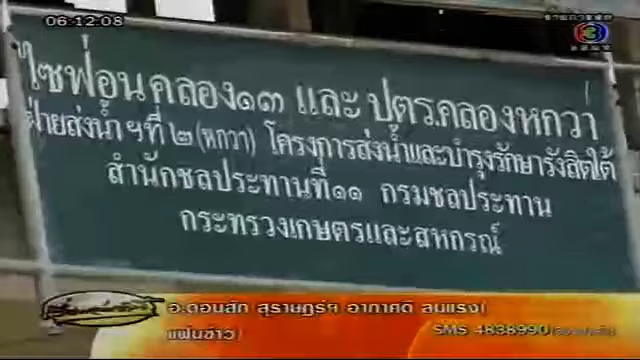 06:12:08
3
ไซฟ่อนคลอง๑๓ และ ปตร.คลองหกวา
ฝ่ายส่งน้ำฯที่ ๒ (หกวา) โครงการส่งน้ำและบำรุงรักษารังสิตใต้
สำนักชลประทานที่ ๑๑ กรมชลประทาน
กระทรวงเกษตรและสหกรณ์
อ.ดอนสัก สุราษฎร์ฯ อากาศดี ลมแรง(
แฟนข่าว)
SMS 4838990